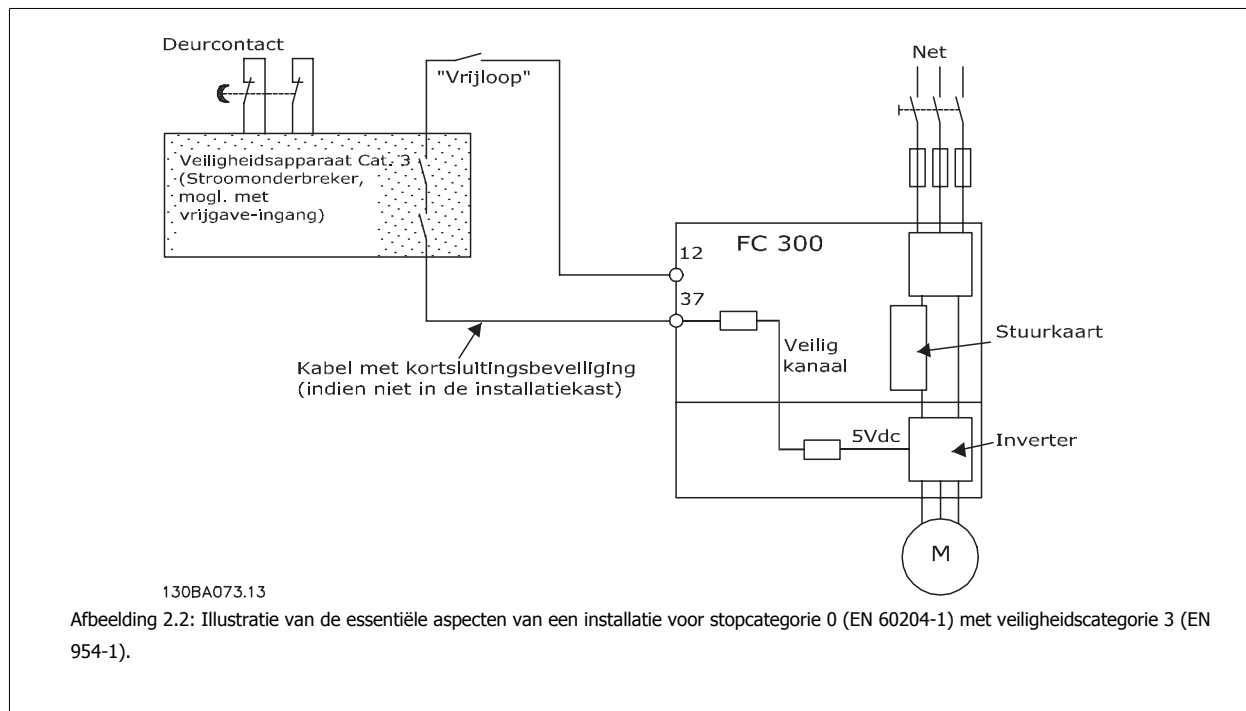 Deurcontact
"Vrijloop"
Net
Veiligheidsapparaat Cat. 3
(Stroomonderbreker,
mogl. met
vrijgave-ingang)
FC 300
12
37
Veilig
kanaal
Stuurkaart
Kabel met kortsluitingsbeveiliging
(indien niet in de installatiekast)
5Vdc
Inverter
M
130BA073.13
Afbeelding 2.2: Illustratie van de essentiële aspecten van een installatie voor stopcategorie 0 (EN 60204-1) met veiligheidscategorie 3 (EN
954-1).